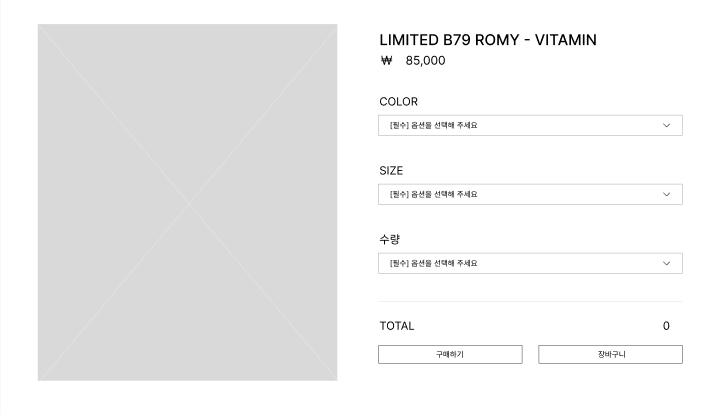 LIMITED B79 ROMY - VITAMIN
₩ 85,000
COLOR
[필수] 옵션을 선택해 주세요
SIZE
[필수] 옵션을 선택해 주세요
수량
[필수] 옵션을 선택해 주세요
TOTAL 0
구매하기 장바구니